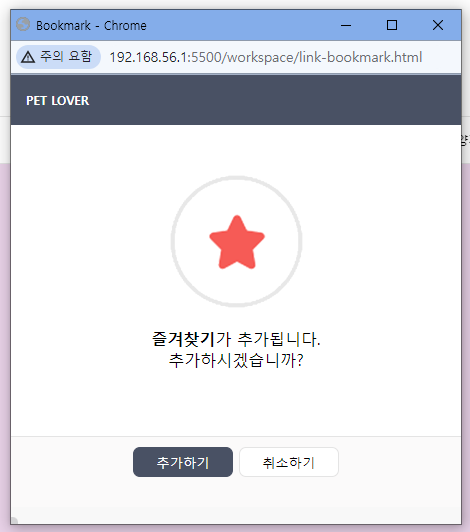 Bookmark - Chrome
주의 요함 192.168.56.1:5500/workspace/link-bookmark.html
PET LOVER
즐겨찾기가 추가됩니다.
추가하시겠습니까?
추가하기 취소하기